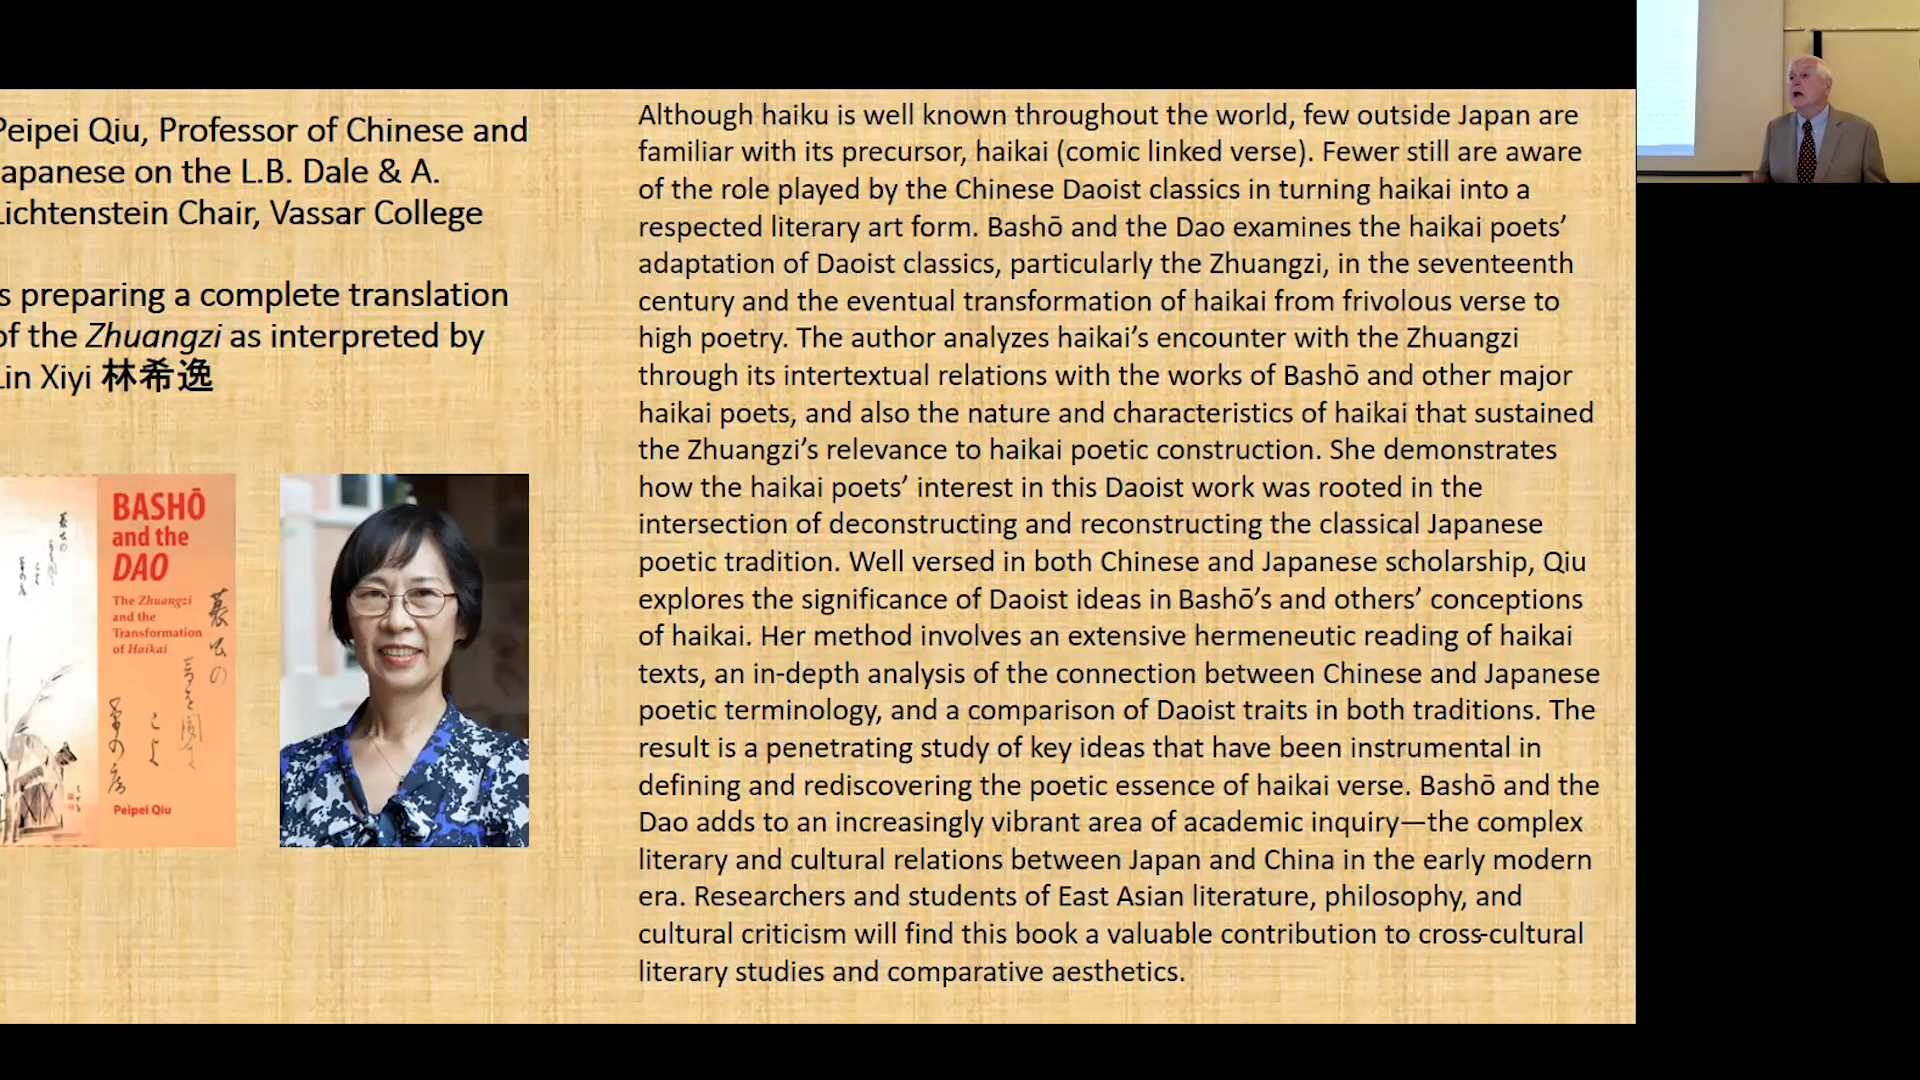 Peipei Qiu, Professor of Chinese and
apanese on the L.B. Dale & A.
Lichtenstein Chair, Vassar College
s preparing a complete translation
of the Zhuangzi as interpreted by
Lin Xiyi 林希逸
BASHŌ
and the
DAO
The Zhuangzi
and the
Transformation
of Haikai
Peipei Qiu
Although haiku is well known throughout the world, few outside Japan are
familiar with its precursor, haikai (comic linked verse). Fewer still are aware
of the role played by the Chinese Daoist classics in turning haikai into a
respected literary art form. Bashō and the Dao examines the haikai poets’
adaptation of Daoist classics, particularly the Zhuangzi, in the seventeenth
century and the eventual transformation of haikai from frivolous verse to
high poetry. The author analyzes haikai’s encounter with the Zhuangzi
through its intertextual relations with the works of Bashō and other major
haikai poets, and also the nature and characteristics of haikai that sustained
the Zhuangzi’s relevance to haikai poetic construction. She demonstrates
how the haikai poets’ interest in this Daoist work was rooted in the
intersection of deconstructing and reconstructing the classical Japanese
poetic tradition. Well versed in both Chinese and Japanese scholarship, Qiu
explores the significance of Daoist ideas in Bashō’s and others’ conceptions
of haikai. Her method involves an extensive hermeneutic reading of haikai
texts, an in-depth analysis of the connection between Chinese and Japanese
poetic terminology, and a comparison of Daoist traits in both traditions. The
result is a penetrating study of key ideas that have been instrumental in
defining and rediscovering the poetic essence of haikai verse. Bashō and the
Dao adds to an increasingly vibrant area of academic inquiry—the complex
literary and cultural relations between Japan and China in the early modern
era. Researchers and students of East Asian literature, philosophy, and
cultural criticism will find this book a valuable contribution to cross-cultural
literary studies and comparative aesthetics.